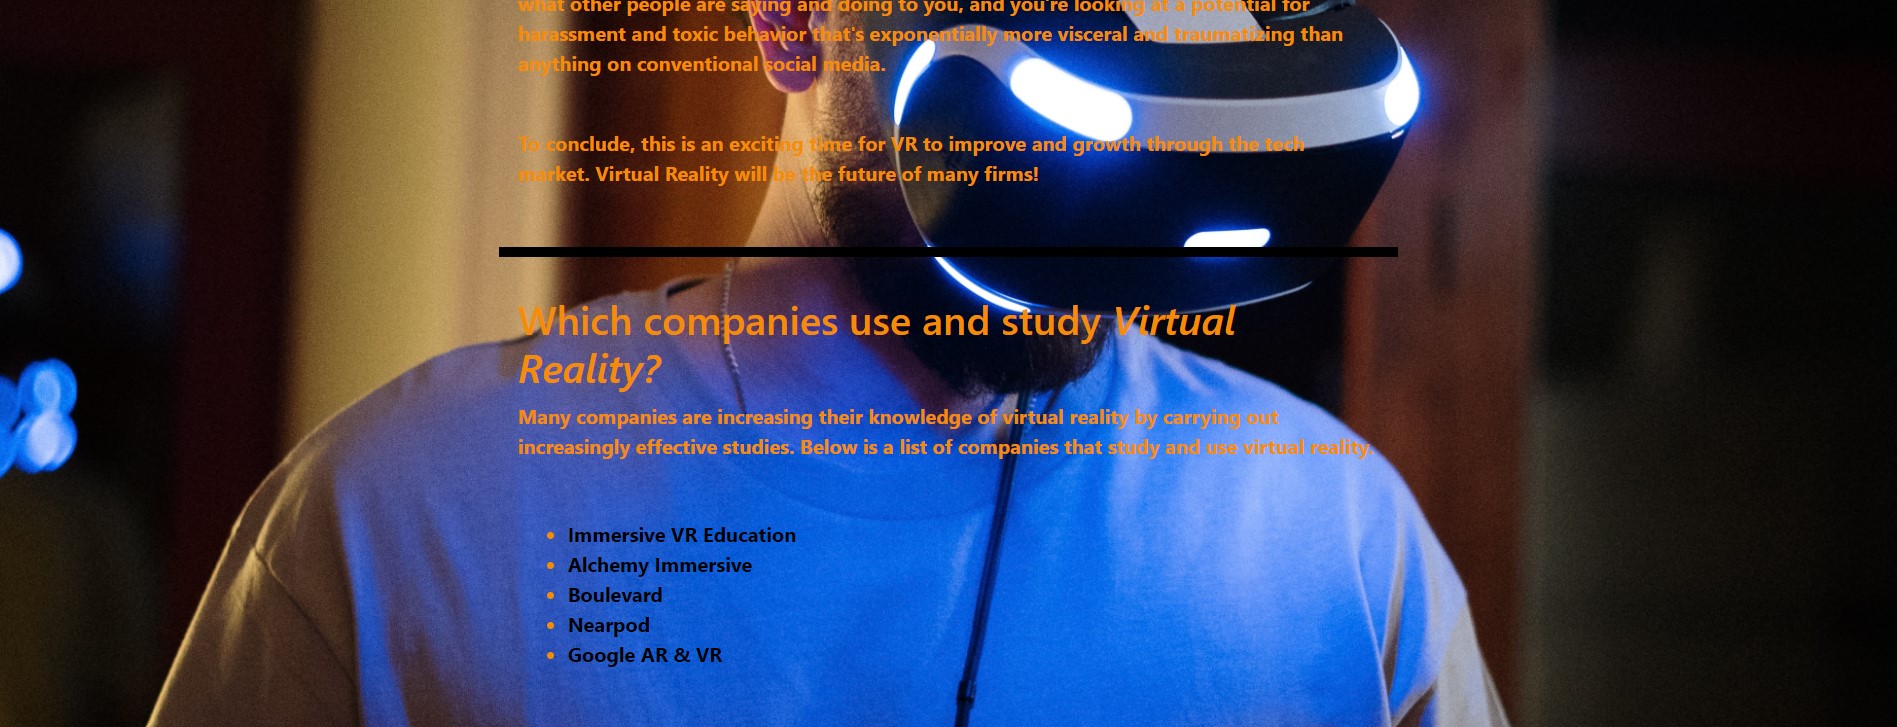 what other people are saying and doing to you, and you're looking at a potential for
harassment and toxic behavior that's exponentially more visceral and traumatizing than
anything on conventional social media.
To conclude, this is an exciting time for VR to improve and growth through the tech
market. Virtual Reality will be the future of many firms!
Which companies use and study Virtual
Reality?
Many companies are increasing their knowledge of virtual reality by carrying out
increasingly effective studies. Below is a list of companies that study and use virtual reality.
• Immersive VR Education
• Alchemy Immersive
• Boulevard
• Nearpod
• Google AR & VR